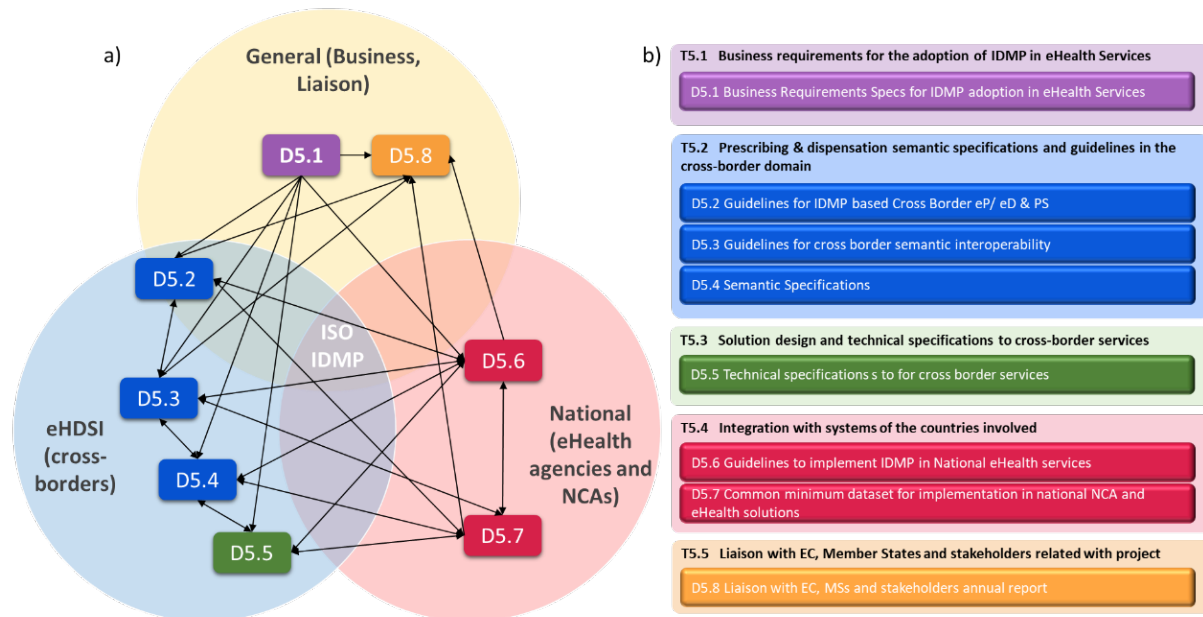 a)
General (Business,
Liaison)
D5.1
D5.8
D5.2
ISO
IDMP
D5.6
D5.3
eHDSI
(cross-
borders)
National
(eHealth
agencies and
NCAs)
D5.4
D5.5
D5.7
b)
T5.1 Business requirements for the adoption of IDMP in eHealth Services
D5.1 Business Requirements Specs for IDMP adoption in eHealth Services
T5.2 Prescribing & dispensation semantic specifications and guidelines in the
cross-border domain
D5.2 Guidelines for IDMP based Cross Border eP/ eD & PS
D5.3 Guidelines for cross border semantic interoperability
D5.4 Semantic Specifications
T5.3 Solution design and technical specifications to cross-border services
D5.5 Technical specifications s to for cross border services
T5.4 Integration with systems of the countries involved
D5.6 Guidelines to implement IDMP in National eHealth services
D5.7 Common minimum dataset for implementation in national NCA and
eHealth solutions
T5.5 Liaison with EC, Member States and stakeholders related with project
D5.8 Liaison with EC, MSs and stakeholders annual report